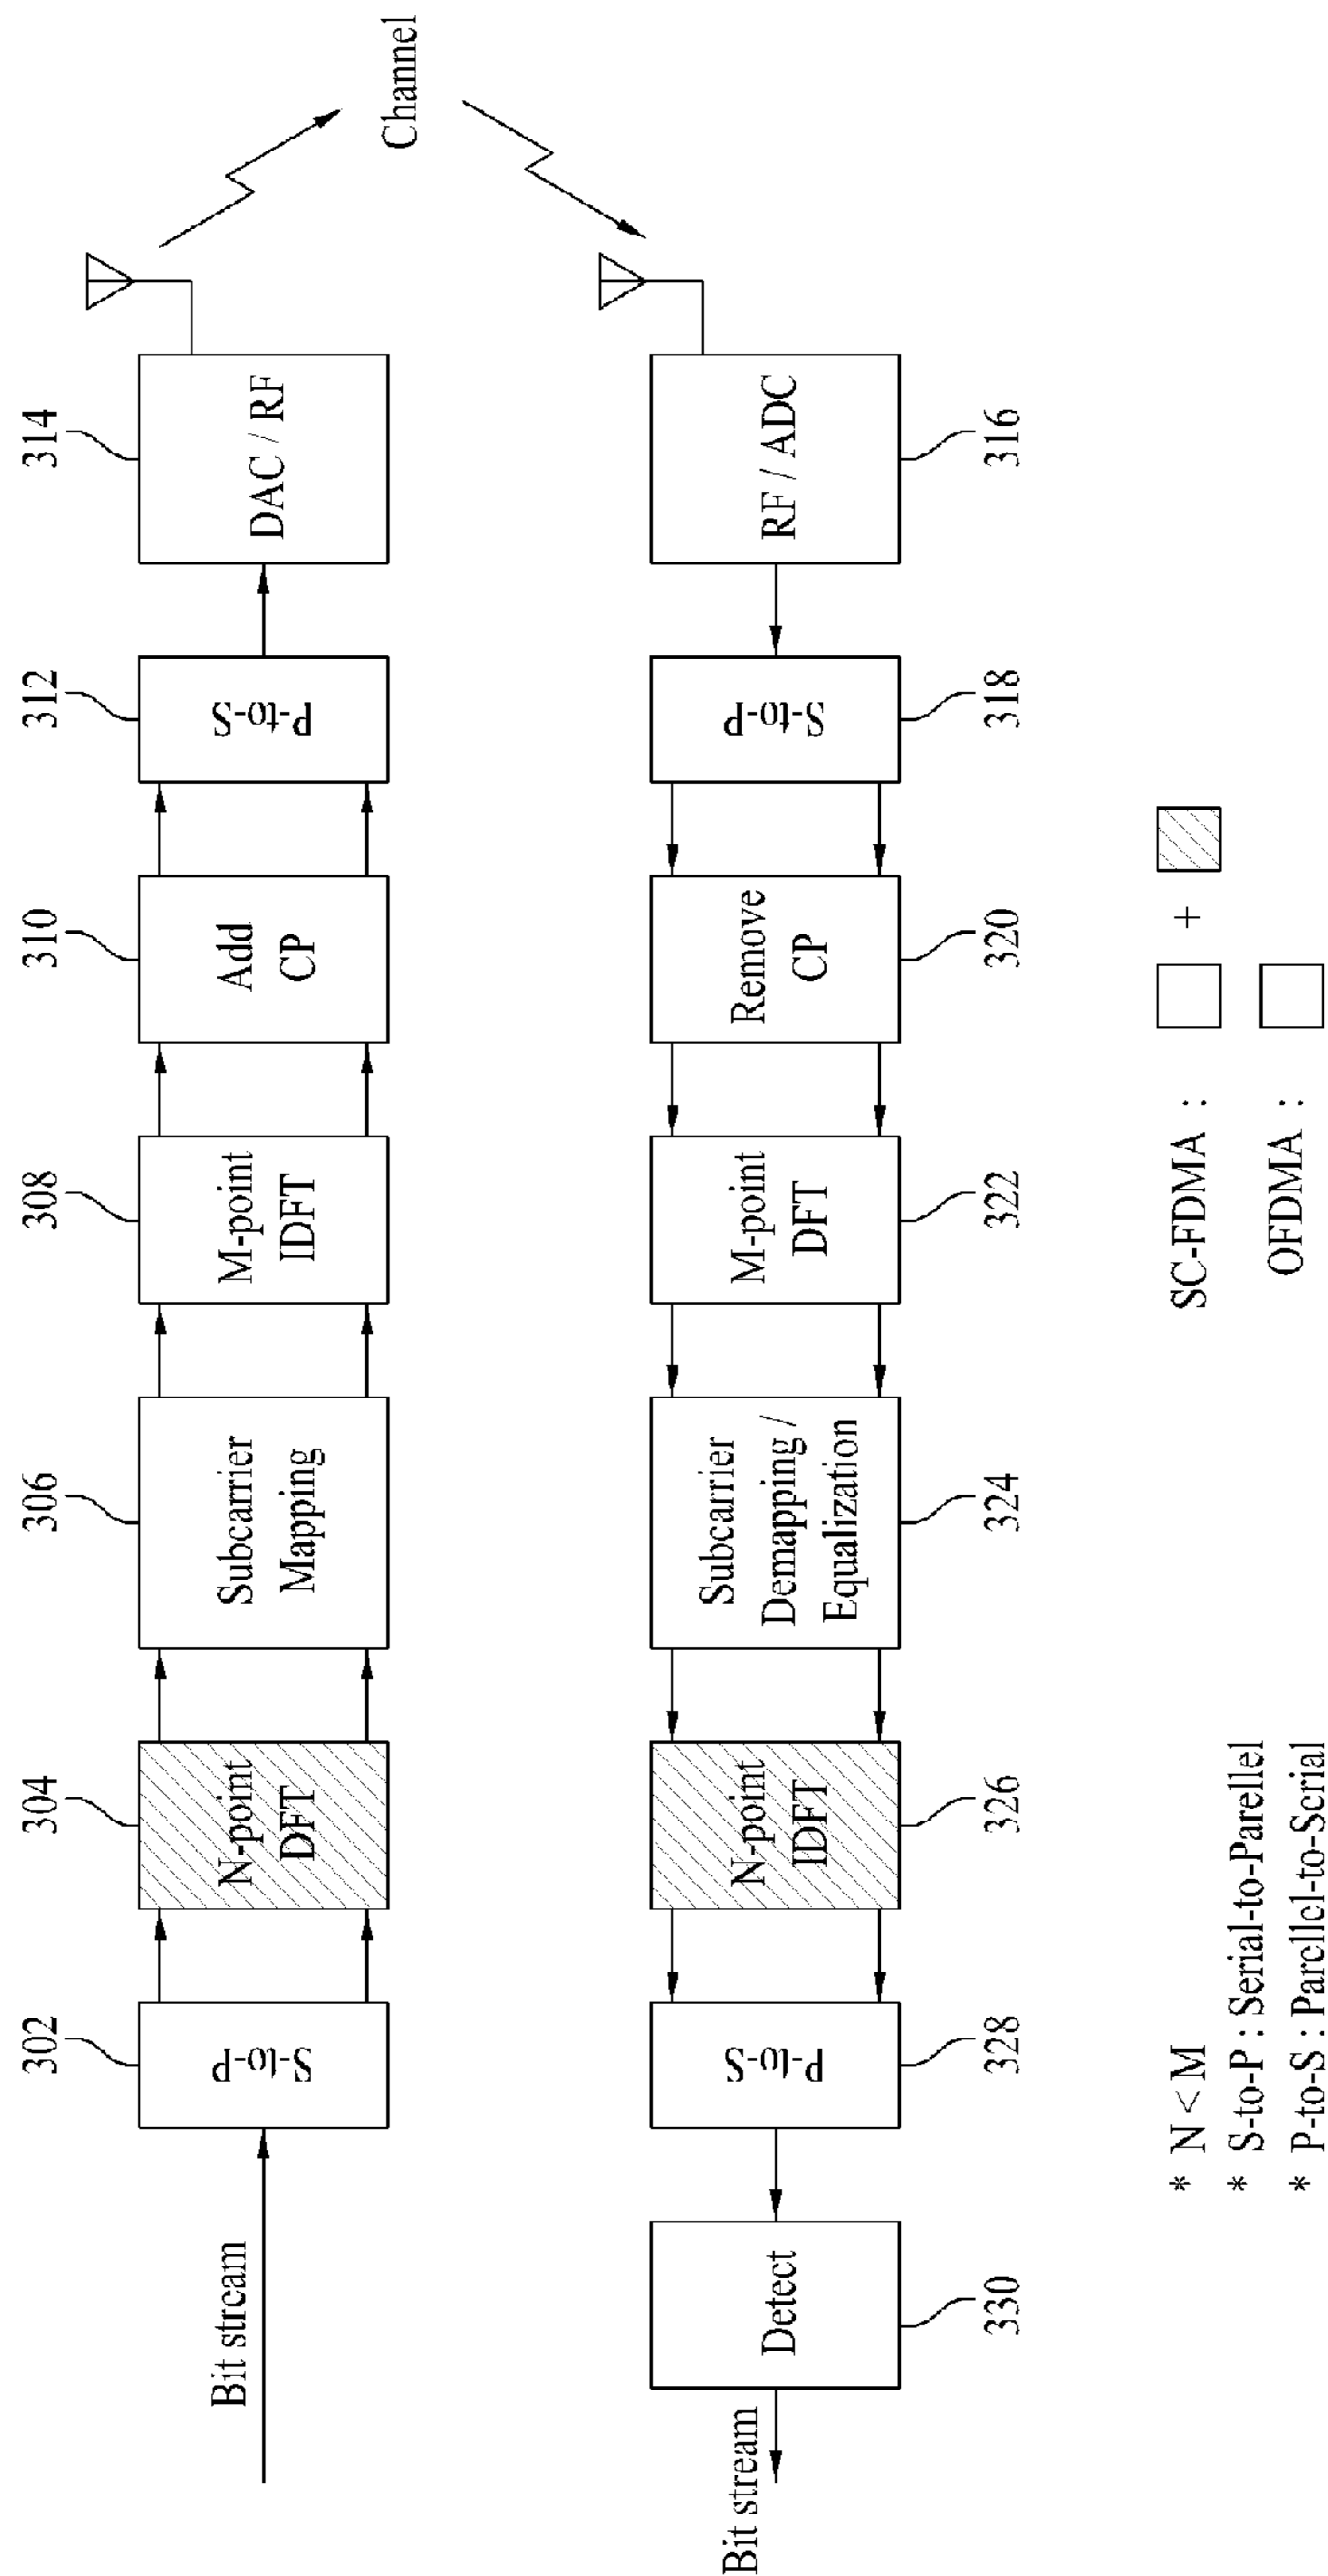 302
304
306
308
310
312
314
Bit stream
S-to-P
N-point
DFT
Subcarrier
Mapping
M-point
IDFT
Add
CP
P-to-S
DAC / RF
Channel
Bit stream
Detect
P-to-S
N-point
IDFT
Subcarrier
Demapping /
Equalization
M-point
DFT
Remove
CP
S-to-P
RF / ADC
330
328
326
324
322
320
318
316
* N < M
* S-to-P : Serial-to-Parellel
* P-to-S : Parellel-to-Serial
SC-FDMA : +
OFDMA :